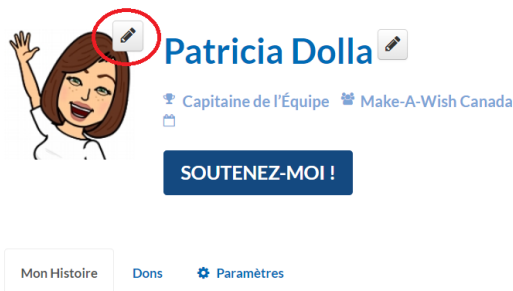 Patricia Dolla
Capitaine de l'Équipe Make-A-Wish Canada
SOUTENEZ-MOI !
Mon Histoire Dons Paramètres